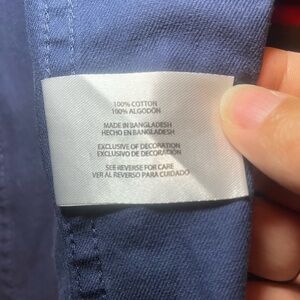 100% COTTON
100% ALGODÓN
MADE IN BANGLADESH
HECHO EN BANGLADESH
EXCLUSIVE OF DECORATION
EXCLUSIVO DE DECORACIÓN
SEE REVERSE FOR CARE
VER AL REVERSO PARA CUIDADO